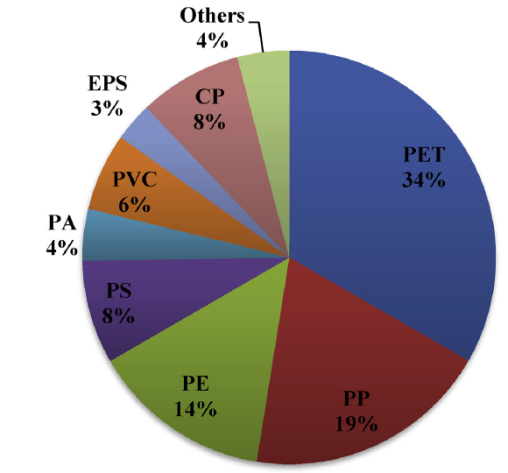 Others
4%
EPS
3%
CP
8%
PET
34%
PVC
6%
PA
4%
PS
8%
PE
14%
PP
19%